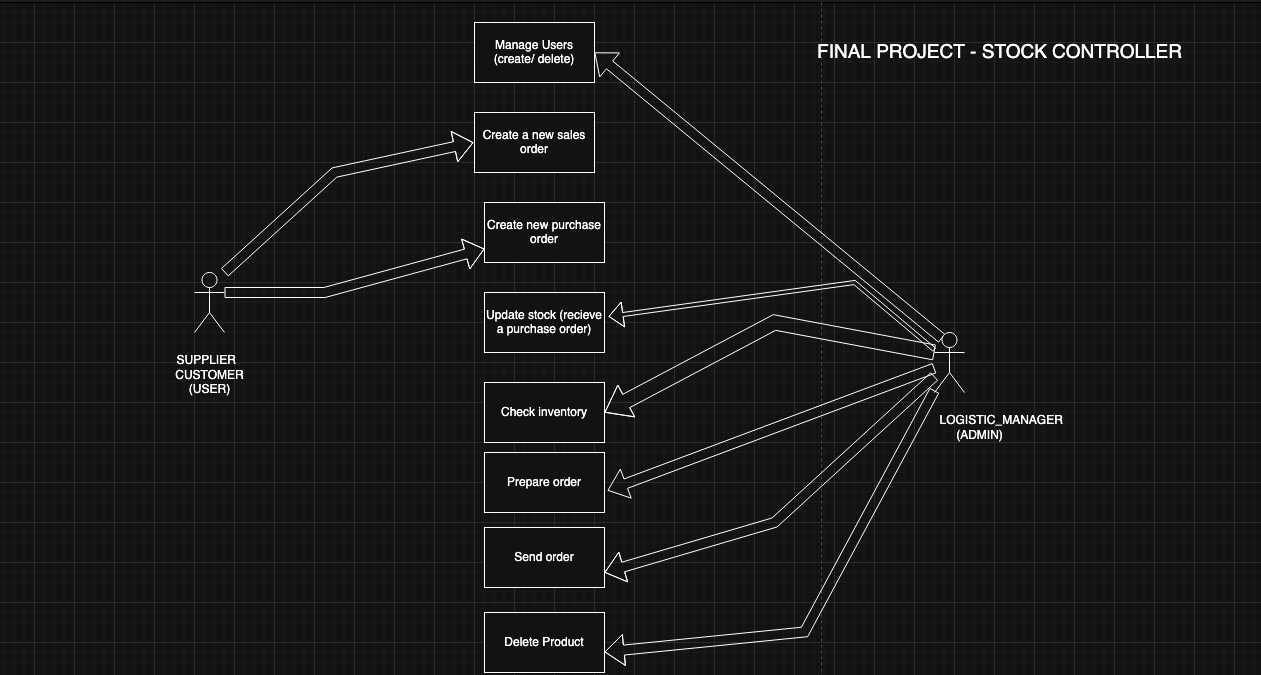 FINAL PROJECT - STOCK CONTROLLER
Manage Users
(create/ delete)
Create a new sales
order
Create new purchase
order
Update stock (recieve
a purchase order)
Check inventory
Prepare order
Send order
Delete Product
SUPPLIER
CUSTOMER
(USER)
LOGISTIC_MANAGER
(ADMIN)